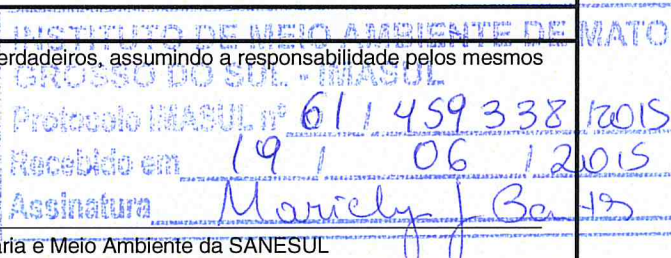 INSTITUTO DE MEIO AMBIENTE DE MATO
erdadeiros, assumindo a responsabilidade pelos mesmos
GROSSO DO SUL - IMASUL
Protocolo IMASUL nº 61 / 459338 /2015
Recebido em 19 / 06 / 2015
Assinatura
ria e Meio Ambiente da SANESUL